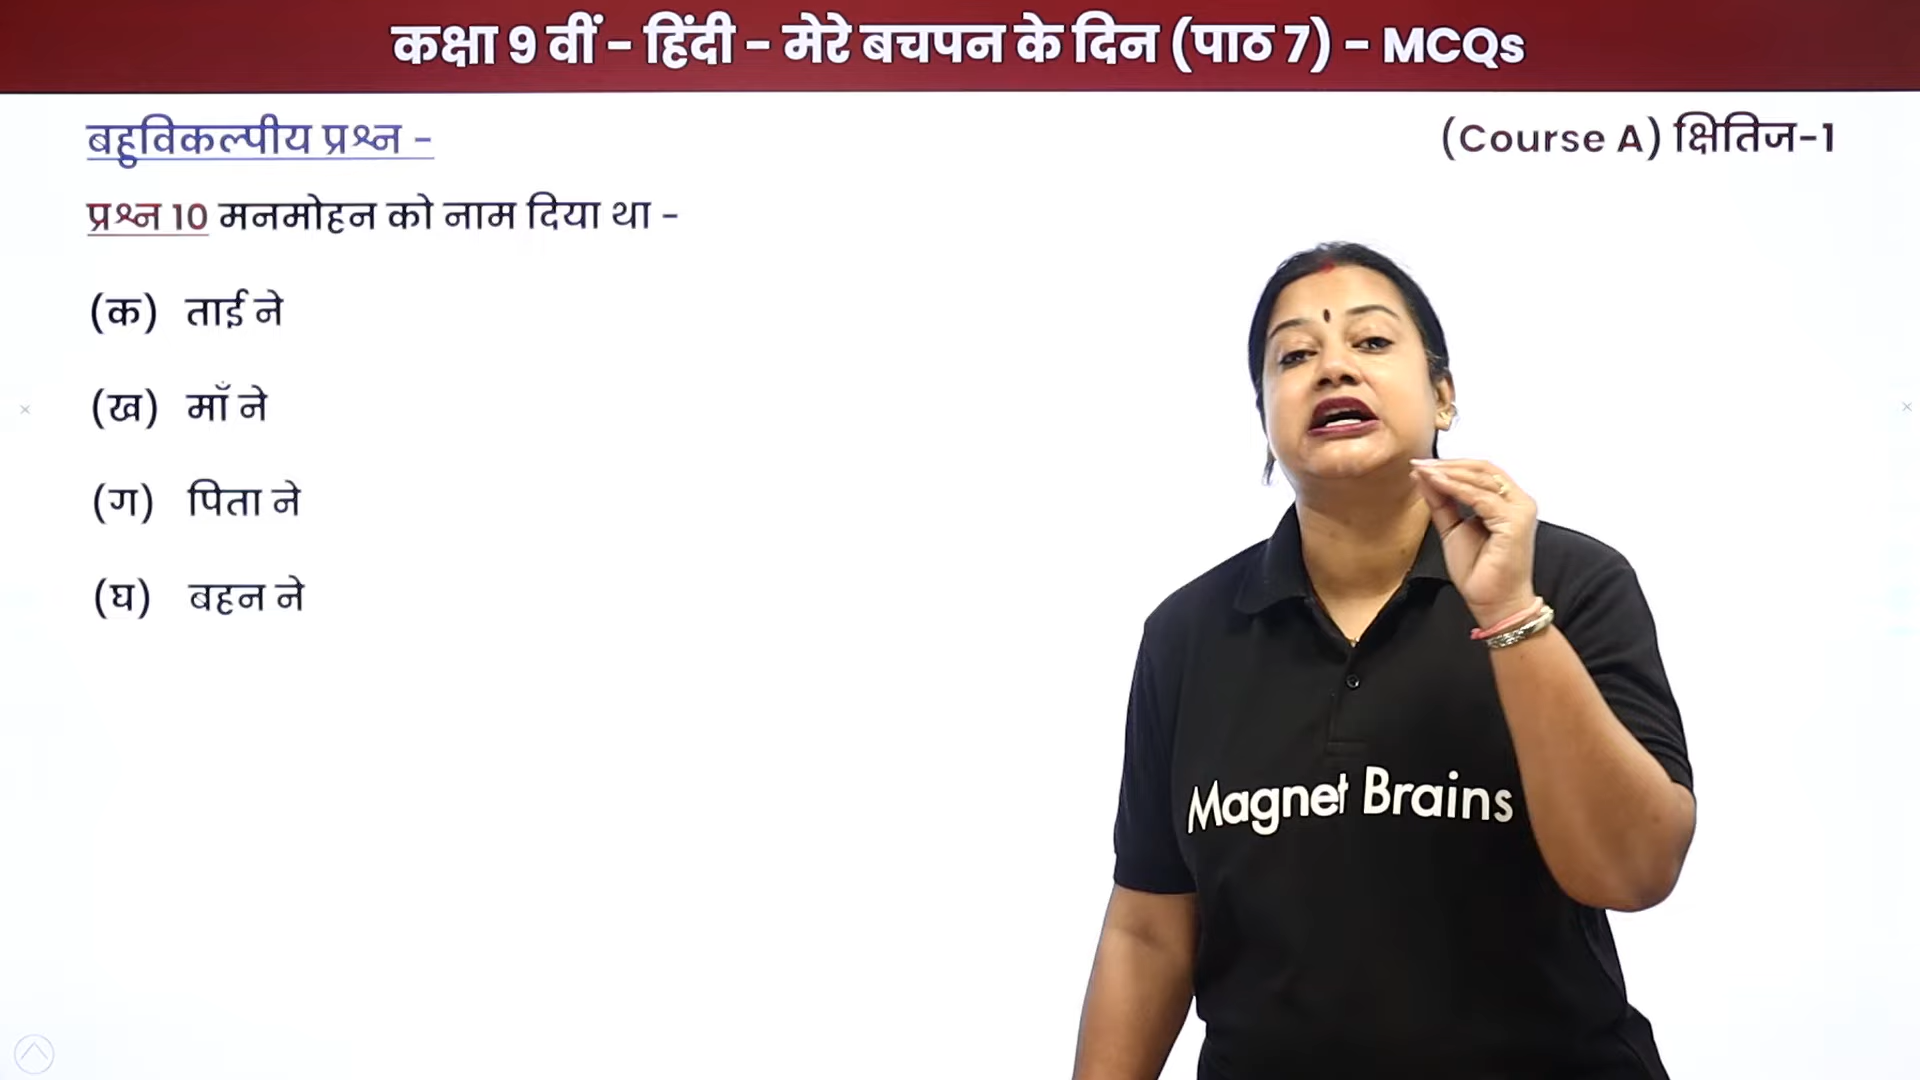 कक्षा 9 वीं - हिंदी - मेरे बचपन के दिन (पाठ 7) - MCQs
बहुविकल्पीय प्रश्न -
(Course A) क्षितिज-1
प्रश्न 10 मनमोहन को नाम दिया था -
(क) ताई ने
(ख) माँ ने
(ग) पिता ने
(घ) बहन ने
Magnet Brains